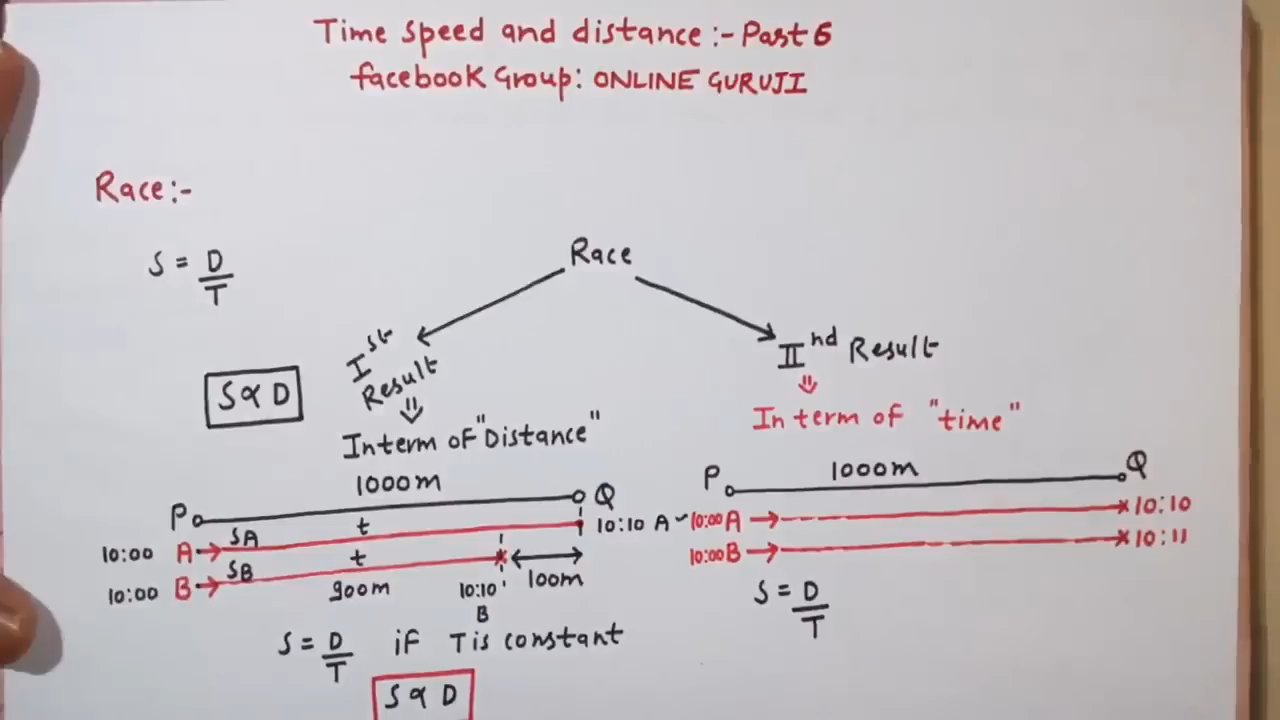 Time speed and distance :- Part 6
facebook Group: ONLINE GURUJI
Race:-
S = D/T
Race
Ist Result
IInd Result
S ∝ D
In term of "Distance"
In term of "time"
1000m
P Q
SA t
10:00 A 10:10 A
SB t
10:00 B 900m 10:10 B 100m
S = D/T if T is constant
S ∝ D
P 1000m Q
10:00 A 10:10
10:00 B 10:11
S = D/T